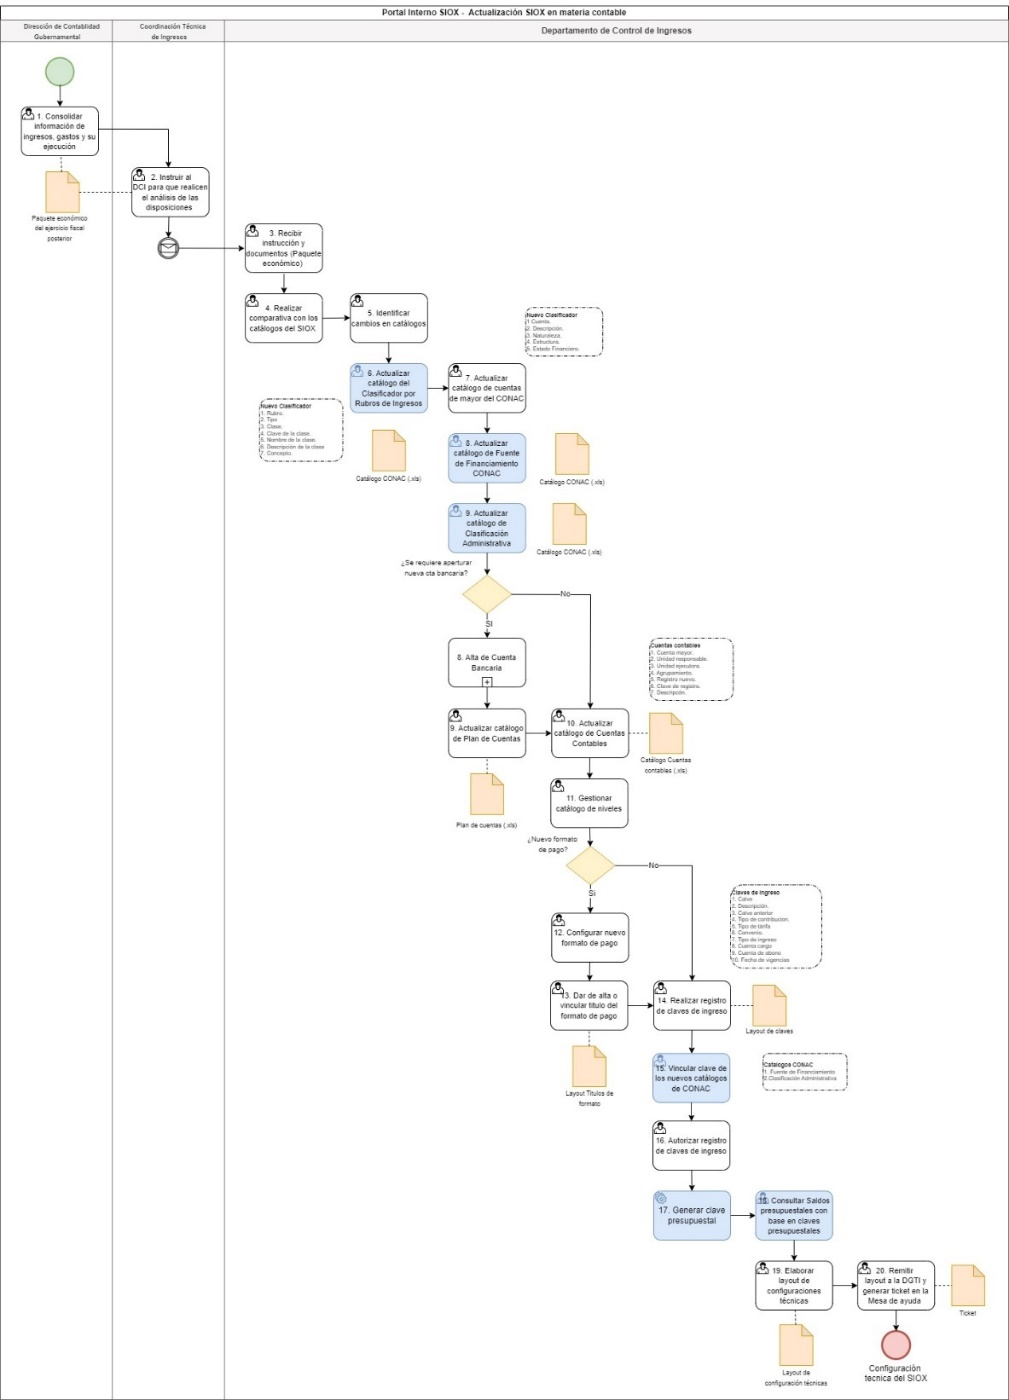 Portal Interno SIOX - Actualización SIOX en materia contable
Dirección de Contablidad
Gubernamental
Coordinación Técnica
de Ingresos
Departamento de Control de Ingresos
1. Consolidar
información de
ingresos, gastos y su
ejecución
2. Instruir al
DCI para que realicen
el análisis de las
disposiciones
Paquete económico
del ejercicio fiscal
posterior
3. Recibir
instrucción y
documentos (Paquete
económico)
4. Realizar
comparativa con los
catálogos del SIOX
5. Identificar
cambios en catálogos
Nuevo Clasificador
1 Cuenta.
2. Descripción.
3. Naturaleza.
4. Estructura.
5. Estado Financiero.
6. Actualizar
catálogo del
Clasificador por
Rubros de Ingresos
7. Actualizar
catálogo de cuentas
de mayor del CONAC
Nuevo Clasificador
1. Rubro.
2. Tipo
3. Clase.
4. Clave de la clase.
5. Nombre de la clase.
6. Descripción de la clase
7. Concepto.
Catálogo CONAC (.xls)
8. Actualizar
catálogo de Fuente
de Financiamiento
CONAC
Catálogo CONAC (.xls)
9. Actualizar
catálogo de
Clasificación
Administrativa
Catálogo CONAC (.xls)
¿Se requiere aperturar
nueva cta bancaria?
No
SI
8. Alta de Cuenta
Bancaria
Cuentas contables
1. Cuenta mayor.
2. Unidad responsable.
3. Unidad ejecutora.
4. Agrupamiento.
5. Registro nuevo.
6. Clave de registro.
7. Descripción.
9. Actualizar catálogo
de Plan de Cuentas
10. Actualizar
catálogo de Cuentas
Contables
Catálogo Cuentas
contables (.xls)
Plan de cuentas (.xls)
11. Gestionar
catálogo de niveles
¿Nuevo formato
de pago?
No
Si
Claves de ingreso
1. Calve
2. Descripción.
3. Calve anterior
4. Tipo de contribucion.
5. Tipo de tarifa
6. Convenio.
7. Tipo de ingreso
8. Cuenta cargo
9. Cuenta de abono
10. Fecha de vigencias
12. Configurar nuevo
formato de pago
13. Dar de alta o
vincular titulo del
formato de pago
14. Realizar registro
de claves de ingreso
Layout de claves
Layout Titulos de
formato
15. Vincular clave de
los nuevos catálogos
de CONAC
Catalogos CONAC
1. Fuente de Financiamiento
2.Clasificación Administrativa
16. Autorizar registro
de claves de ingreso
17. Generar clave
presupuestal
18. Consultar Saldos
presupuestales con
base en claves
presupuestales
19. Elaborar
layout de
configuraciones
técnicas
20. Remitir
layout a la DGTI y
generar ticket en la
Mesa de ayuda
Ticket
Layout de
configuración técnicas
Configuración
tecnica del SIOX